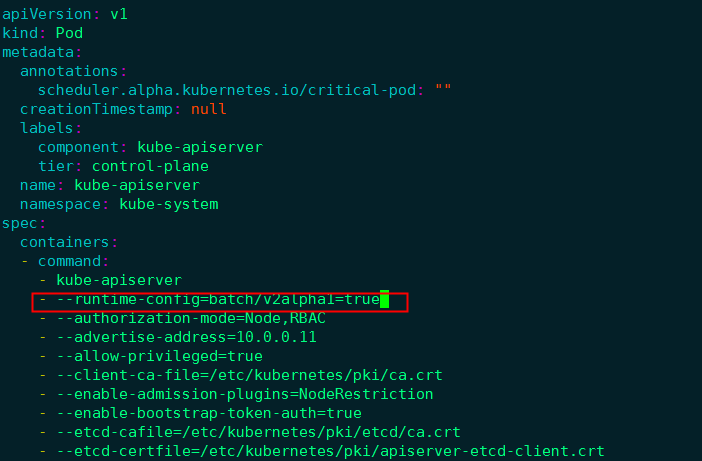 apiVersion: v1
kind: Pod
metadata:
  annotations:
    scheduler.alpha.kubernetes.io/critical-pod: ""
  creationTimestamp: null
  labels:
    component: kube-apiserver
    tier: control-plane
  name: kube-apiserver
  namespace: kube-system
spec:
  containers:
  - command:
    - kube-apiserver
    - --runtime-config=batch/v2alpha1=true
    - --authorization-mode=Node,RBAC
    - --advertise-address=10.0.0.11
    - --allow-privileged=true
    - --client-ca-file=/etc/kubernetes/pki/ca.crt
    - --enable-admission-plugins=NodeRestriction
    - --enable-bootstrap-token-auth=true
    - --etcd-cafile=/etc/kubernetes/pki/etcd/ca.crt
    - --etcd-certfile=/etc/kubernetes/pki/apiserver-etcd-client.crt